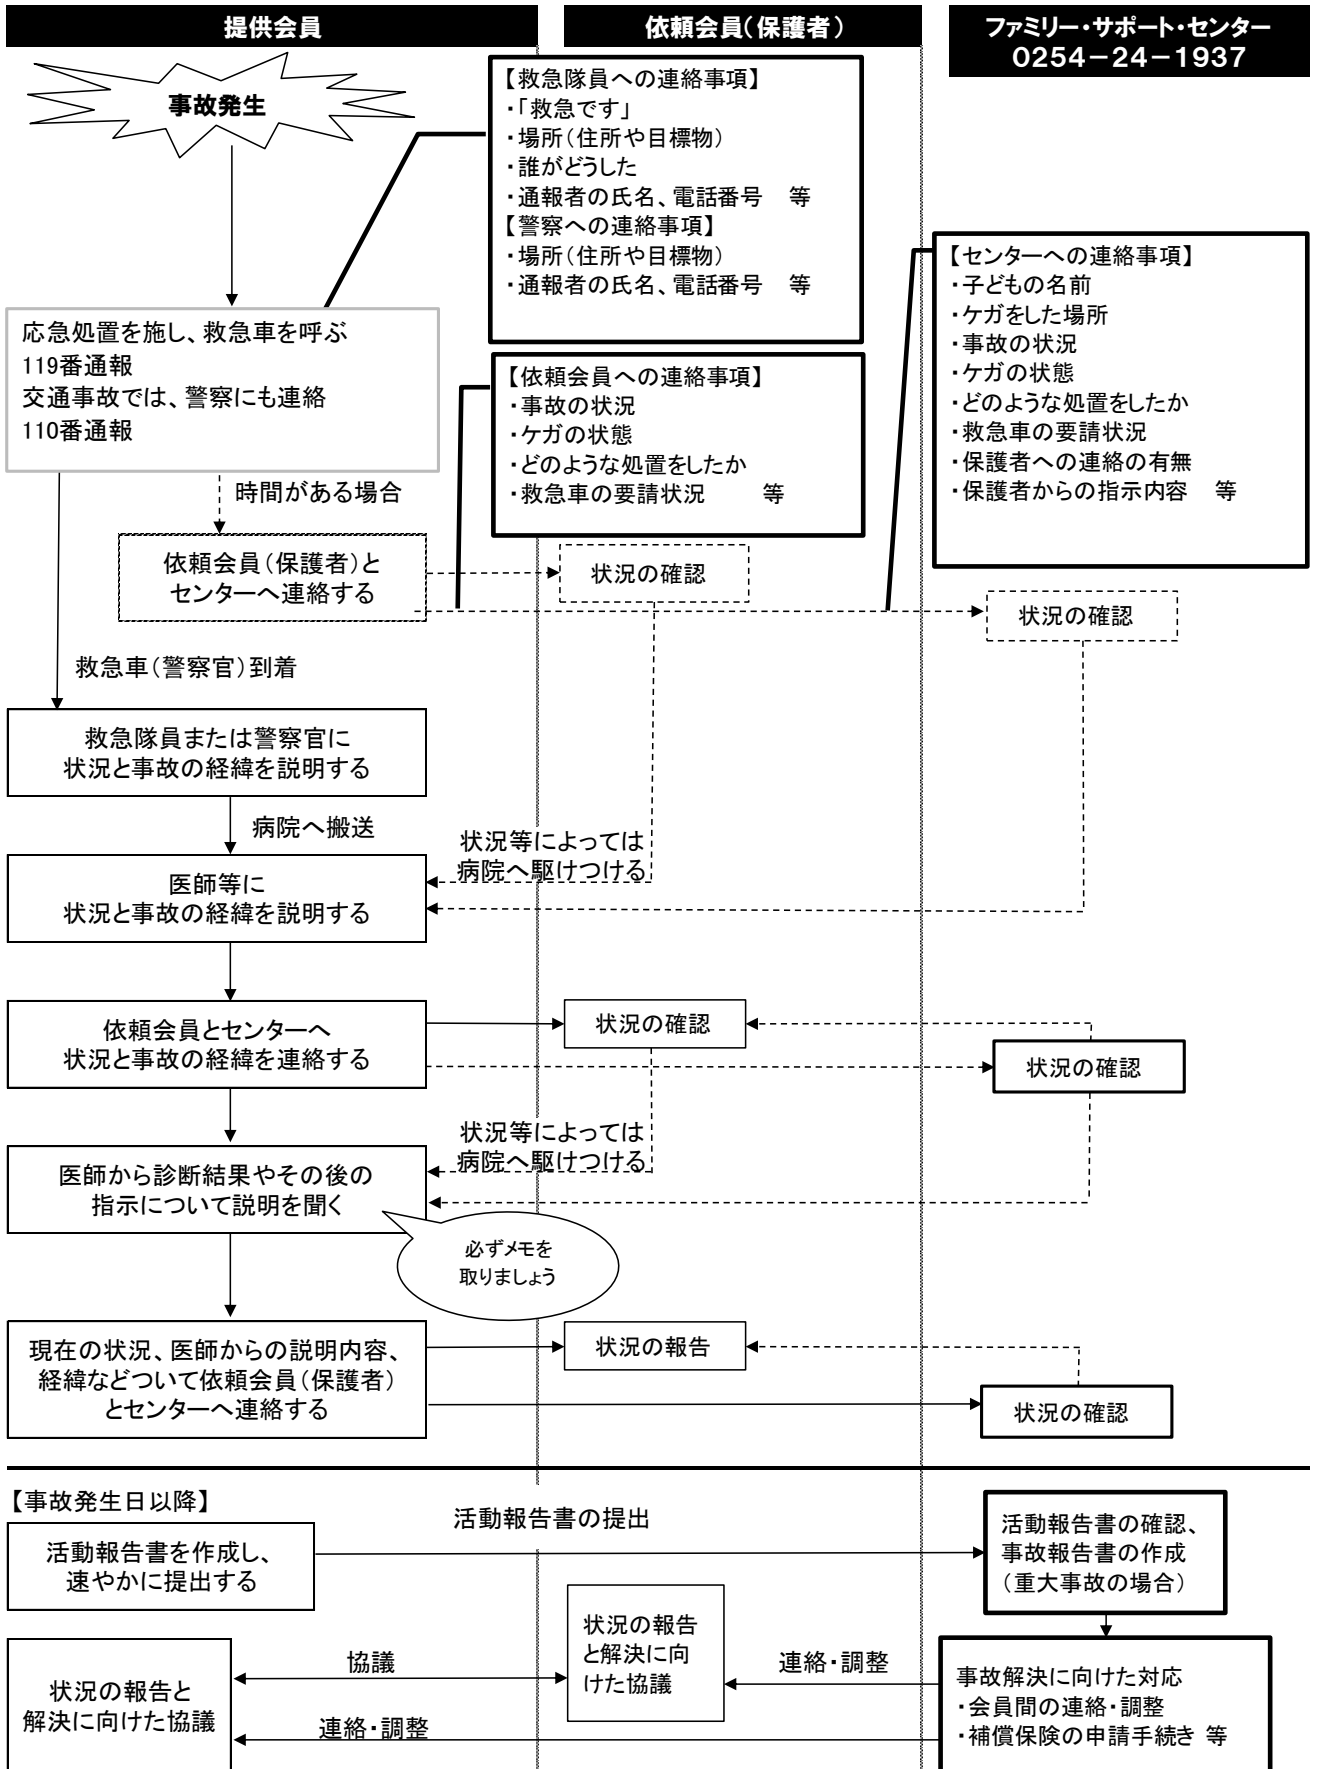 提供会員
依頼会員（保護者）
ファミリー・サポート・センター
０２５４－２４－１９３７
事故発生
【救急隊員への連絡事項】
・「救急です」
・場所（住所や目標物）
・誰がどうした
・通報者の氏名、電話番号　等
【警察への連絡事項】
・場所（住所や目標物）
・通報者の氏名、電話番号　等
【センターへの連絡事項】
・子どもの名前
・ケガをした場所
・事故の状況
・ケガの状態
・どのような処置をしたか
・救急車の要請状況
・保護者への連絡の有無
・保護者からの指示内容　等
応急処置を施し、救急車を呼ぶ
119番通報
交通事故では、警察にも連絡
110番通報
【依頼会員への連絡事項】
・事故の状況
・ケガの状態
・どのような処置をしたか
・救急車の要請状況　　等
時間がある場合
依頼会員（保護者）と
センターへ連絡する
状況の確認
状況の確認
救急車（警察官）到着
救急隊員または警察官に
状況と事故の経緯を説明する
病院へ搬送
状況等によっては
病院へ駆けつける
医師等に
状況と事故の経緯を説明する
依頼会員とセンターへ
状況と事故の経緯を連絡する
状況の確認
状況の確認
状況等によっては
病院へ駆けつける
医師から診断結果やその後の
指示について説明を聞く
必ずメモを
取りましょう
現在の状況、医師からの説明内容、
経緯などついて依頼会員（保護者）
とセンターへ連絡する
状況の報告
状況の確認
【事故発生日以降】
活動報告書の提出
活動報告書を作成し、
速やかに提出する
活動報告書の確認、
事故報告書の作成
（重大事故の場合）
状況の報告と
解決に向けた協議
協議
状況の報告
と解決に向
けた協議
連絡・調整
連絡・調整
事故解決に向けた対応
・会員間の連絡・調整
・補償保険の申請手続き 等